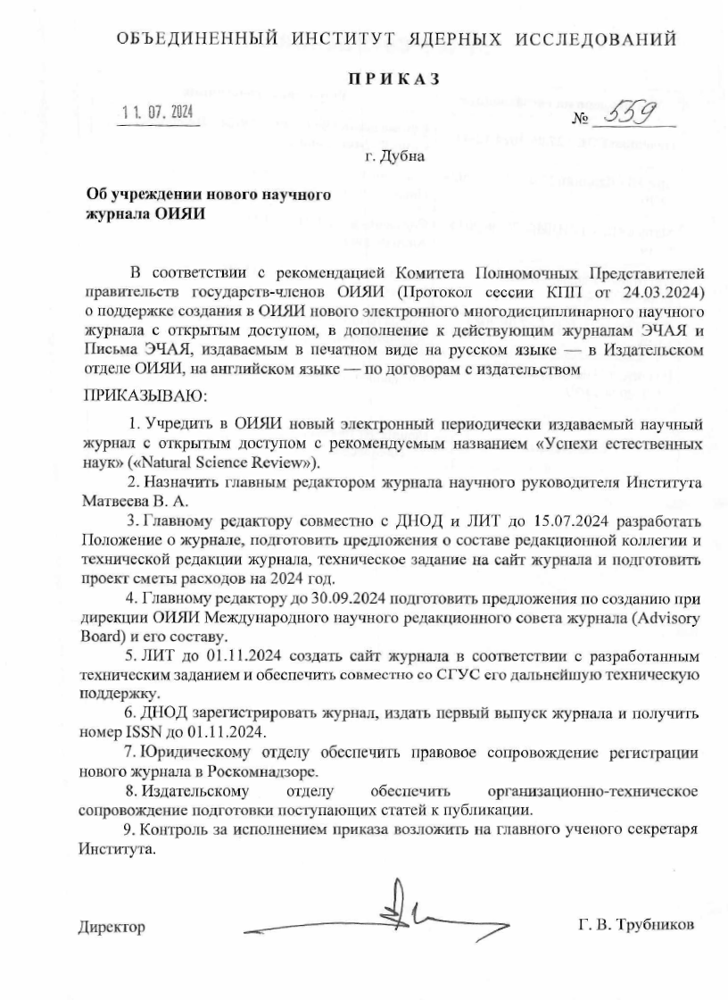 ОБЪЕДИНЕННЫЙ ИНСТИТУТ ЯДЕРНЫХ ИССЛЕДОВАНИЙ
ПРИКАЗ
11. 07. 2024
№ 559
г. Дубна
Об учреждении нового научного
журнала ОИЯИ
В соответствии с рекомендацией Комитета Полномочных Представителей
правительств государств-членов ОИЯИ (Протокол сессии КПП от 24.03.2024)
о поддержке создания в ОИЯИ нового электронного многодисциплинарного научного
журнала с открытым доступом, в дополнение к действующим журналам ЭЧАЯ и
Письма ЭЧАЯ, издаваемым в печатном виде на русском языке — в Издательском
отделе ОИЯИ, на английском языке — по договорам с издательством
ПРИКАЗЫВАЮ:
1. Учредить в ОИЯИ новый электронный периодически издаваемый научный
журнал с открытым доступом с рекомендуемым названием «Успехи естественных
наук» («Natural Science Review»).
2. Назначить главным редактором журнала научного руководителя Института
Матвеева В. А.
3. Главному редактору совместно с ДНОД и ЛИТ до 15.07.2024 разработать
Положение о журнале, подготовить предложения о составе редакционной коллегии и
технической редакции журнала, техническое задание на сайт журнала и подготовить
проект сметы расходов на 2024 год.
4. Главному редактору до 30.09.2024 подготовить предложения по созданию при
дирекции ОИЯИ Международного научного редакционного совета журнала (Advisory
Board) и его составу.
5. ЛИТ до 01.11.2024 создать сайт журнала в соответствии с разработанным
техническим заданием и обеспечить совместно со СГУС его дальнейшую техническую
поддержку.
6. ДНОД зарегистрировать журнал, издать первый выпуск журнала и получить
номер ISSN до 01.11.2024.
7. Юридическому отделу обеспечить правовое сопровождение регистрации
нового журнала в Роскомнадзоре.
8. Издательскому отделу обеспечить организационно-техническое
сопровождение подготовки поступающих статей к публикации.
9. Контроль за исполнением приказа возложить на главного ученого секретаря
Института.
Директор
Г. В. Трубников